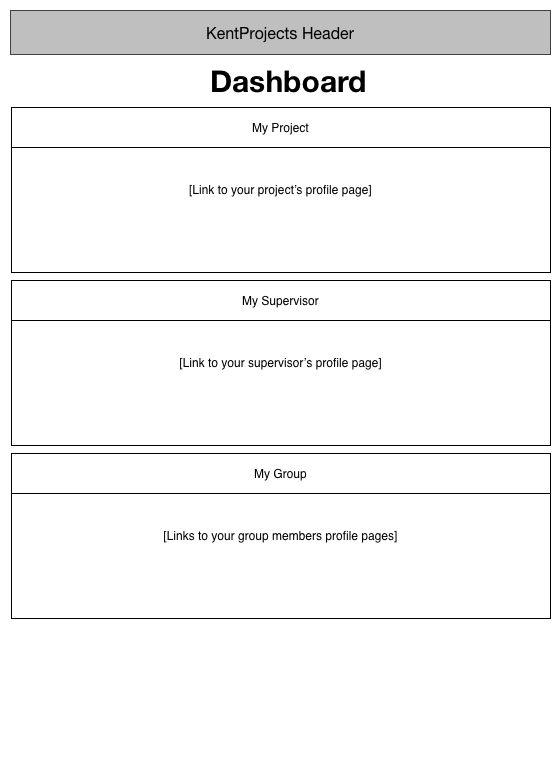 KentProjects Header
Dashboard
My Project
[Link to your project’s profile page]
My Supervisor
[Link to your supervisor’s profile page]
My Group
[Links to your group members profile pages]